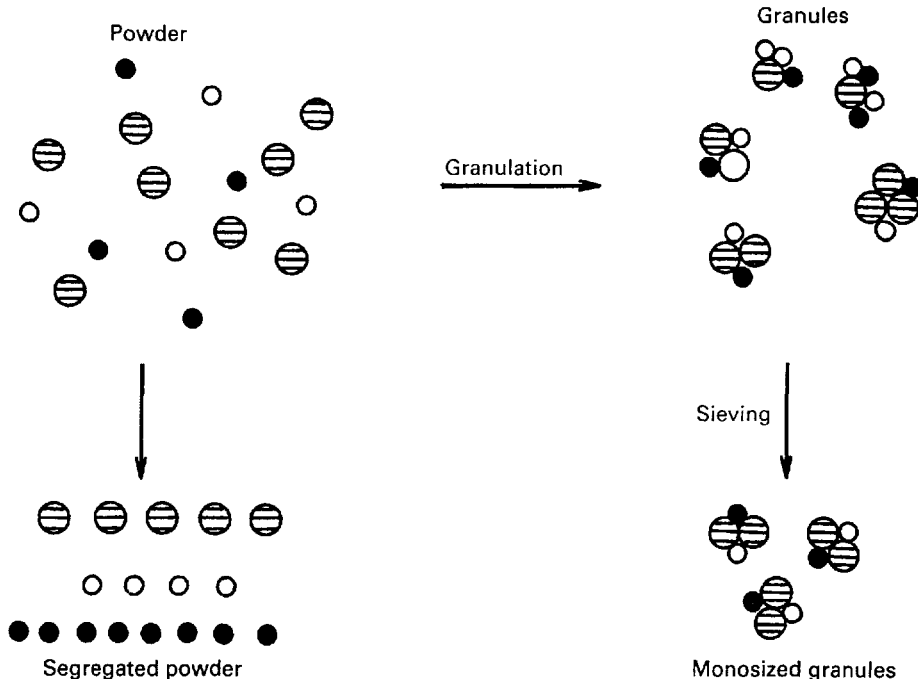 Powder
Granules
Granulation
Sieving
Segregated powder
Monosized granules